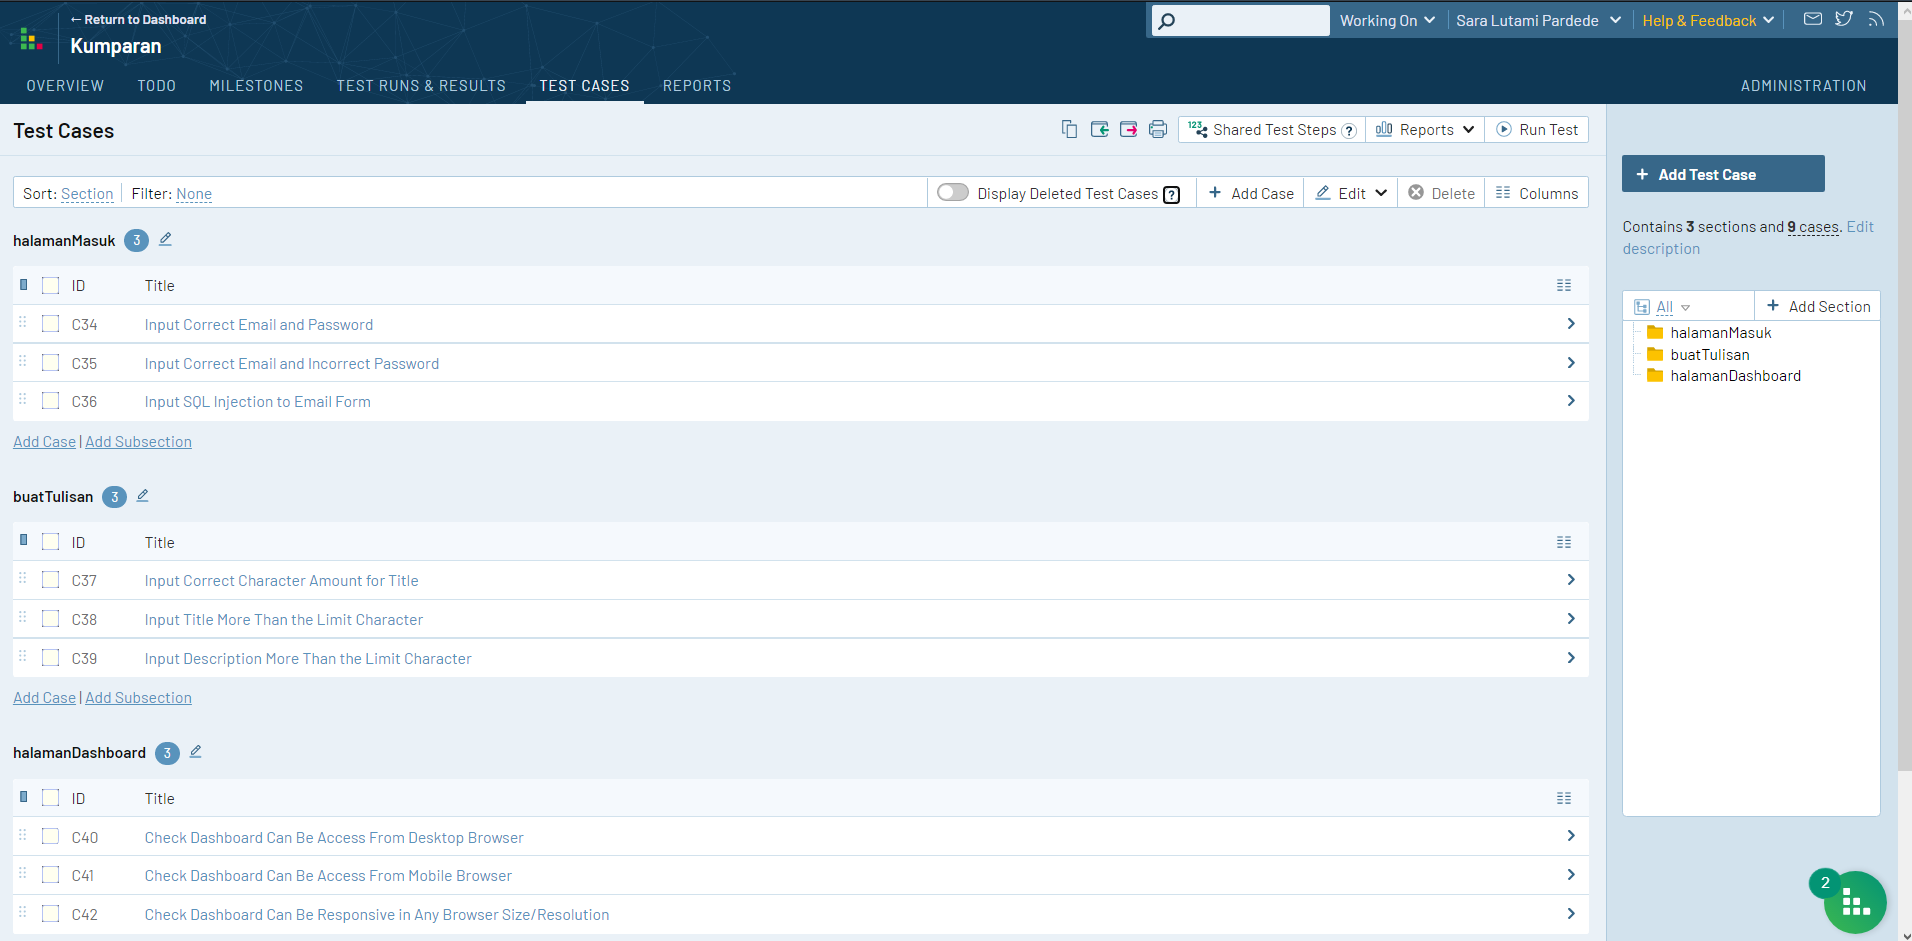 ← Return to Dashboard
Kumparan
Working On
Sara Lutami Pardede
Help & Feedback
OVERVIEW
TODO
MILESTONES
TEST RUNS & RESULTS
TEST CASES
REPORTS
ADMINISTRATION
Test Cases
123 Shared Test Steps ?
Reports
Run Test
Sort: Section
Filter: None
Display Deleted Test Cases ?
+ Add Case
Edit
Delete
Columns
halamanMasuk 3
ID Title
C34 Input Correct Email and Password
C35 Input Correct Email and Incorrect Password
C36 Input SQL Injection to Email Form
Add Case | Add Subsection
buatTulisan 3
ID Title
C37 Input Correct Character Amount for Title
C38 Input Title More Than the Limit Character
C39 Input Description More Than the Limit Character
Add Case | Add Subsection
halamanDashboard 3
ID Title
C40 Check Dashboard Can Be Access From Desktop Browser
C41 Check Dashboard Can Be Access From Mobile Browser
C42 Check Dashboard Can Be Responsive in Any Browser Size/Resolution
+ Add Test Case
Contains 3 sections and 9 cases. Edit
description
All
+ Add Section
halamanMasuk
buatTulisan
halamanDashboard
2